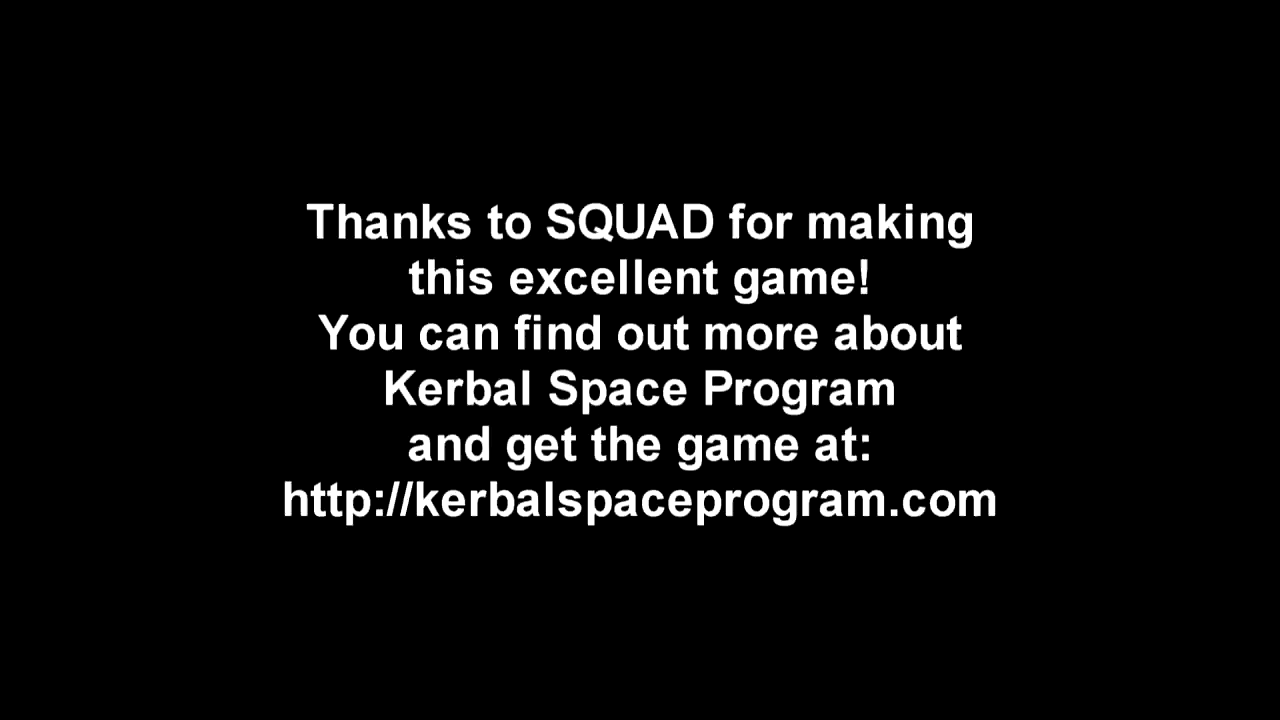 Thanks to SQUAD for making
this excellent game!
You can find out more about
Kerbal Space Program
and get the game at:
http://kerbalspaceprogram.com